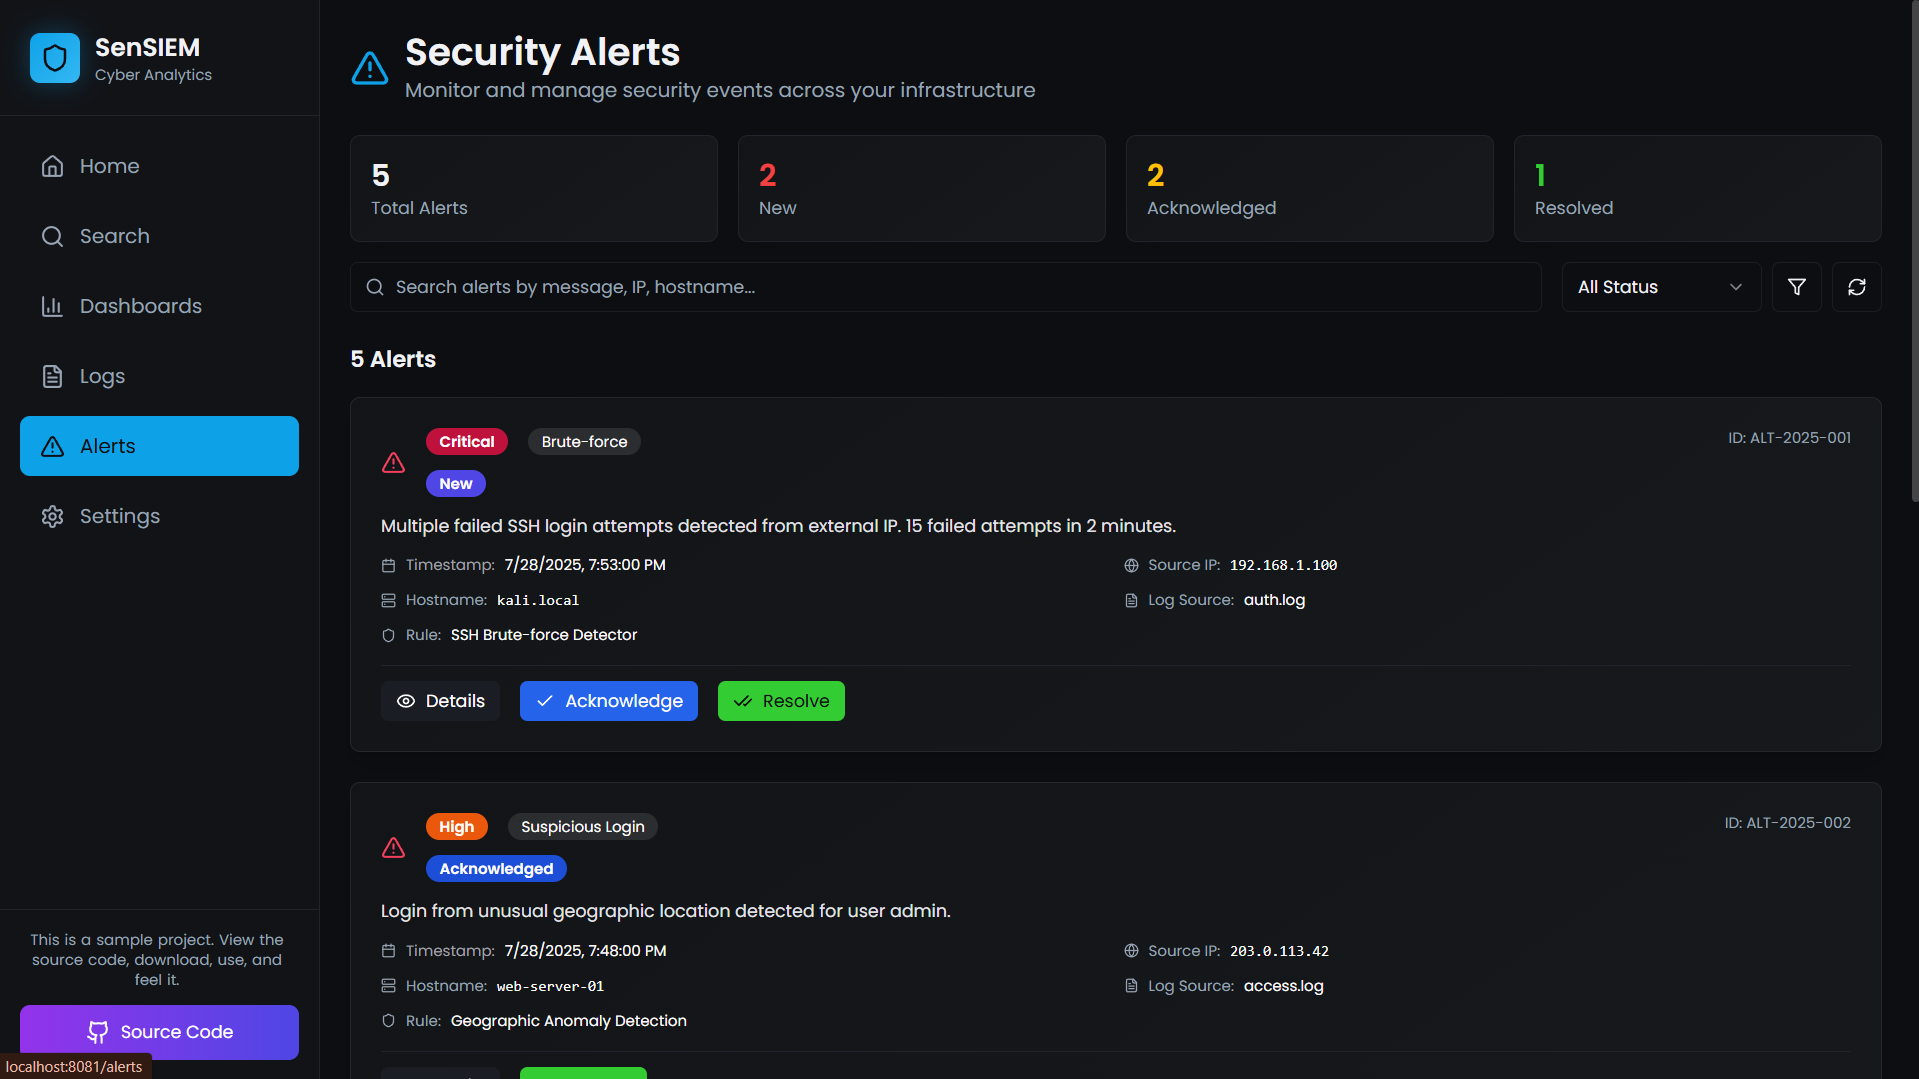 SenSIEM
Cyber Analytics
Home
Search
Dashboards
Logs
Alerts
Settings
This is a sample project. View the
source code, download, use, and
feel it.
Source Code
localhost:8081/alerts
Security Alerts
Monitor and manage security events across your infrastructure
5
Total Alerts
2
New
2
Acknowledged
1
Resolved
Search alerts by message, IP, hostname...
All Status
5 Alerts
Critical Brute-force
ID: ALT-2025-001
New
Multiple failed SSH login attempts detected from external IP. 15 failed attempts in 2 minutes.
Timestamp: 7/28/2025, 7:53:00 PM
Source IP: 192.168.1.100
Hostname: kali.local
Log Source: auth.log
Rule: SSH Brute-force Detector
Details
Acknowledge
Resolve
High Suspicious Login
ID: ALT-2025-002
Acknowledged
Login from unusual geographic location detected for user admin.
Timestamp: 7/28/2025, 7:48:00 PM
Source IP: 203.0.113.42
Hostname: web-server-01
Log Source: access.log
Rule: Geographic Anomaly Detection